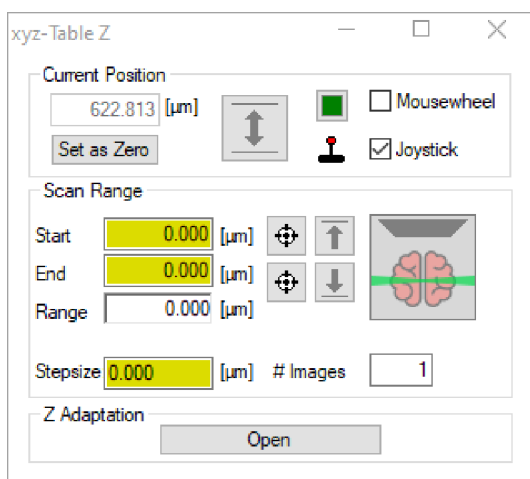 xyz-Table Z
Current Position
622.813 [µm]
Mousewheel
Set as Zero
Joystick
Scan Range
Start 0.000 [µm]
End 0.000 [µm]
Range 0.000 [µm]
Stepsize 0.000 [µm] # Images 1
Z Adaptation
Open